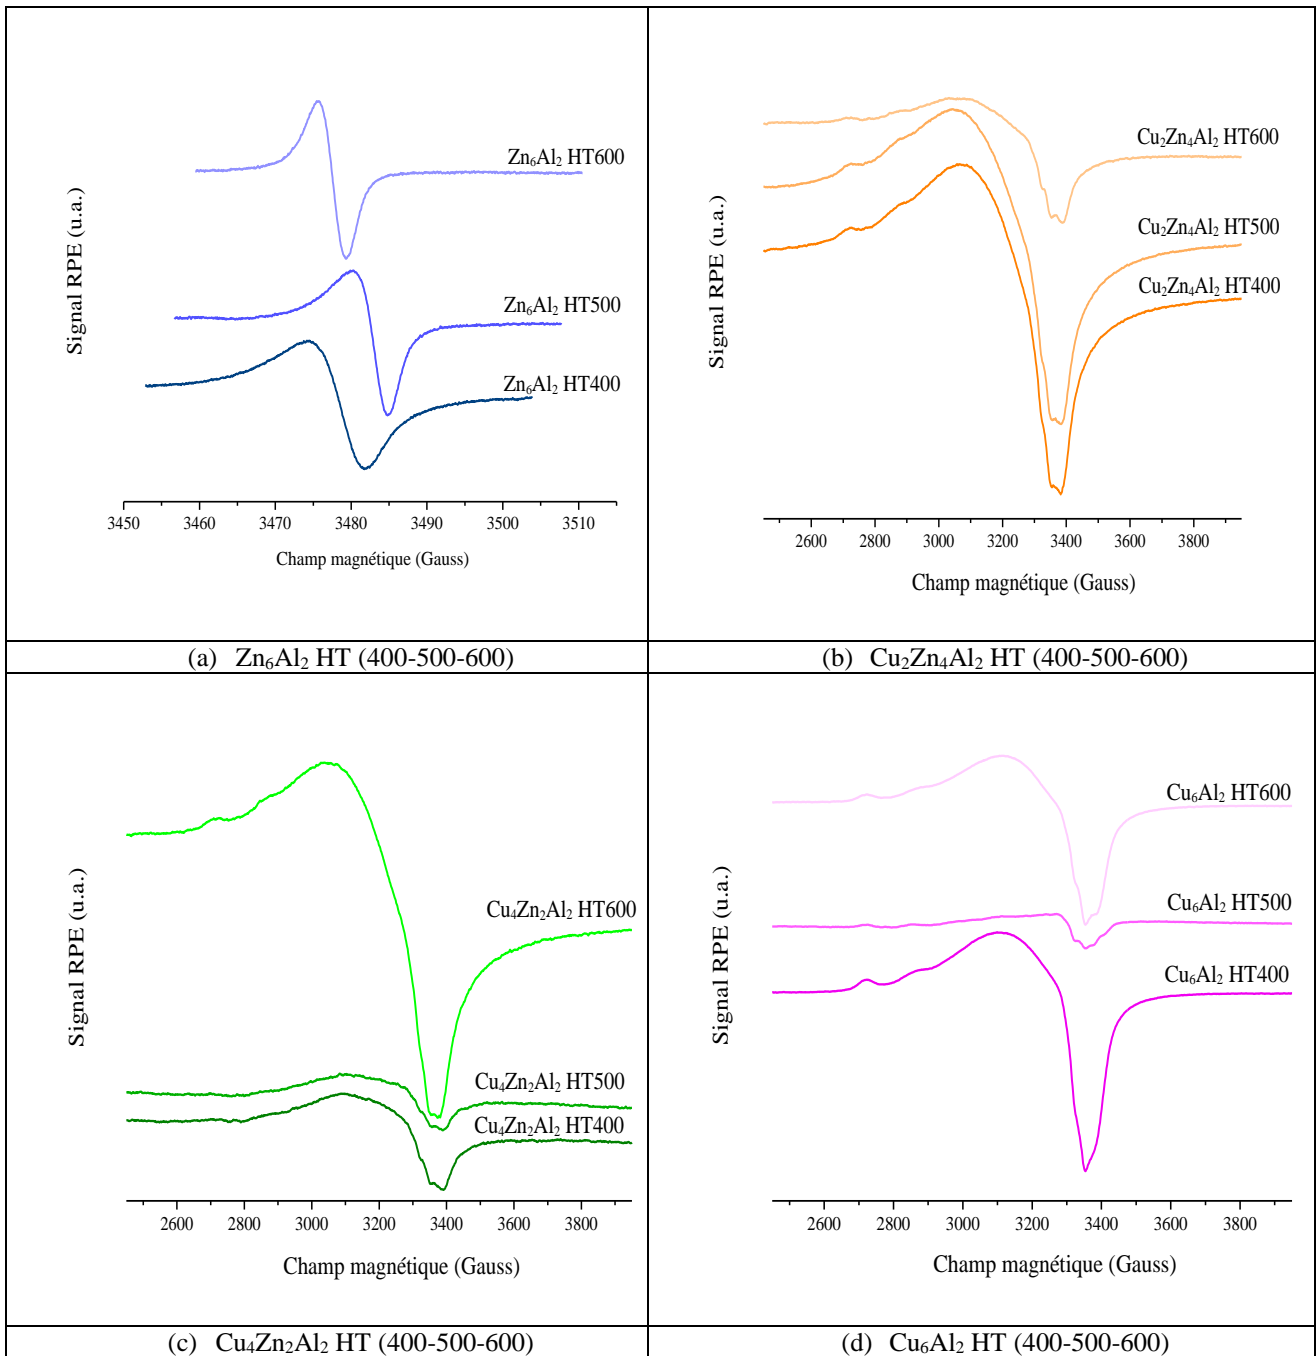 Signal RPE (u.a.)
Zn₆Al₂ HT600
Zn₆Al₂ HT500
Zn₆Al₂ HT400
3450 3460 3470 3480 3490 3500 3510
Champ magnétique (Gauss)
(a) Zn₆Al₂ HT (400-500-600)
Signal RPE (u.a.)
Cu₂Zn₄Al₂ HT600
Cu₂Zn₄Al₂ HT500
Cu₂Zn₄Al₂ HT400
2600 2800 3000 3200 3400 3600 3800
Champ magnétique (Gauss)
(b) Cu₂Zn₄Al₂ HT (400-500-600)
Signal RPE (u.a.)
Cu₄Zn₂Al₂ HT600
Cu₄Zn₂Al₂ HT500
Cu₄Zn₂Al₂ HT400
2600 2800 3000 3200 3400 3600 3800
Champ magnétique (Gauss)
(c) Cu₄Zn₂Al₂ HT (400-500-600)
Signal RPE (u.a.)
Cu₆Al₂ HT600
Cu₆Al₂ HT500
Cu₆Al₂ HT400
2600 2800 3000 3200 3400 3600 3800
Champ magnétique (Gauss)
(d) Cu₆Al₂ HT (400-500-600)